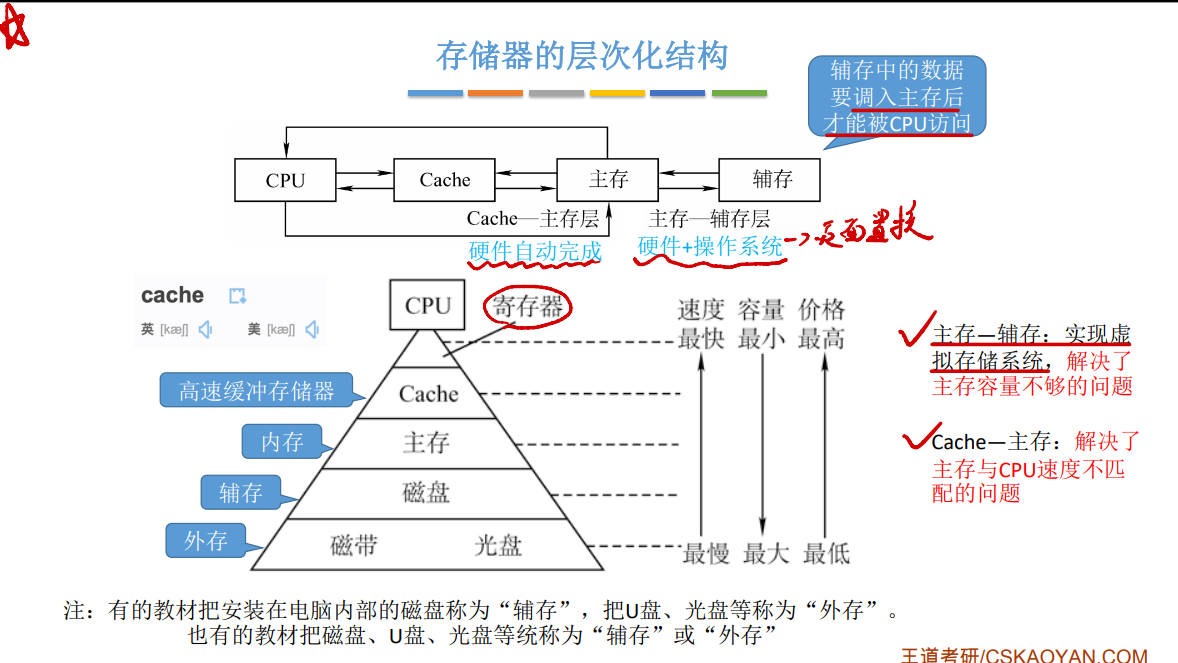 存储器的层次化结构
辅存中的数据
要调入主存后
才能被CPU访问
CPU
Cache
主存
辅存
Cache—主存层
主存—辅存层
硬件自动完成
硬件+操作系统
→页面置换
cache
英 [kæʃ]
美 [kæʃ]
CPU
寄存器
速度 容量 价格
最快 最小 最高
高速缓冲存储器
Cache
内存
主存
辅存
磁盘
外存
磁带
光盘
最慢 最大 最低
主存—辅存：实现虚
拟存储系统，解决了
主存容量不够的问题
Cache—主存：解决了
主存与CPU速度不匹
配的问题
注：有的教材把安装在电脑内部的磁盘称为“辅存”，把U盘、光盘等称为“外存”。
也有的教材把磁盘、U盘、光盘等统称为“辅存”或“外存”
王道考研/CSKAOYAN.COM